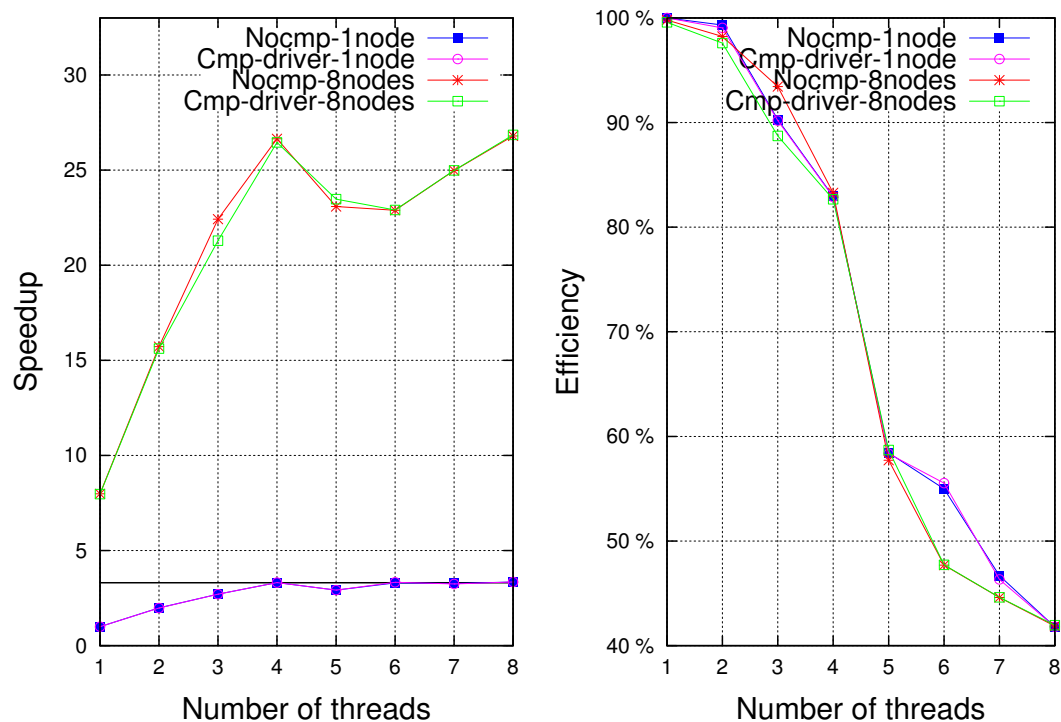 Speedup
30
25
20
15
10
5
0
1 2 3 4 5 6 7 8
Number of threads
Nocmp-1node
Cmp-driver-1node
Nocmp-8nodes
Cmp-driver-8nodes
Efficiency
100 %
90 %
80 %
70 %
60 %
50 %
40 %
1 2 3 4 5 6 7 8
Number of threads
Nocmp-1node
Cmp-driver-1node
Nocmp-8nodes
Cmp-driver-8nodes